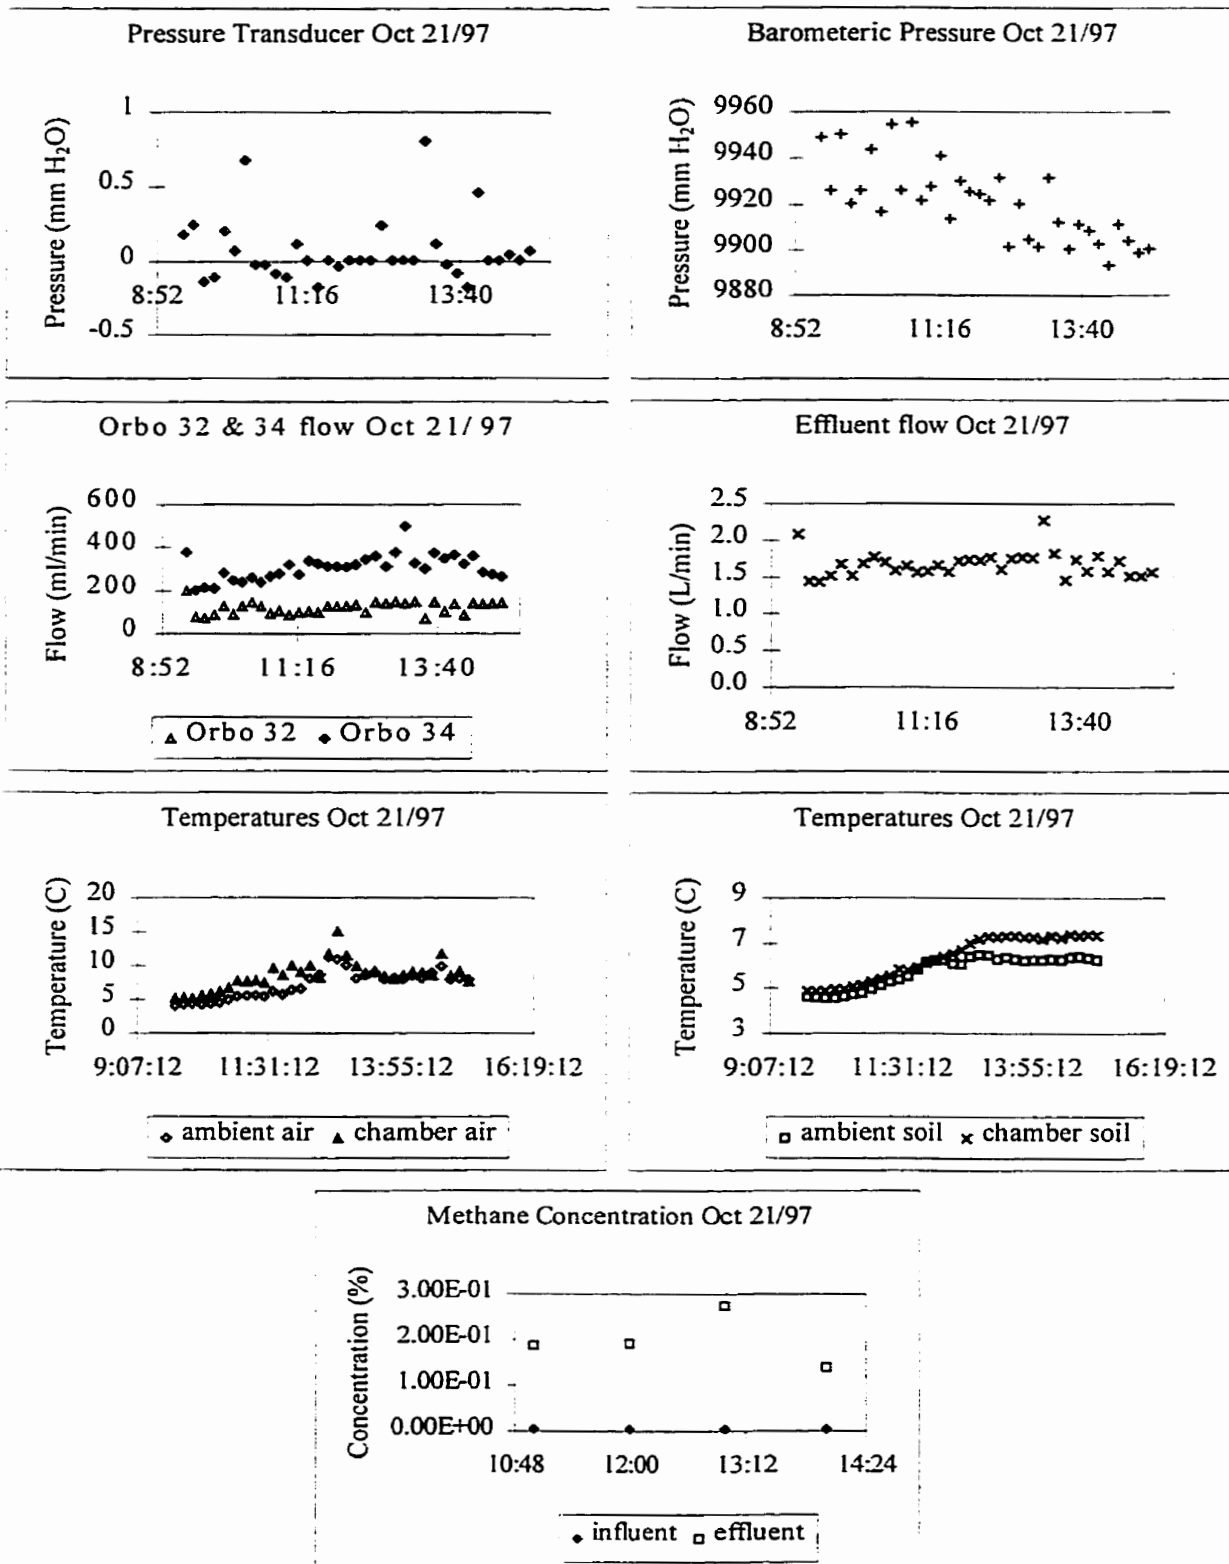 Pressure Transducer Oct 21/97
Pressure (mm H₂O)
1
0.5
0
-0.5
8:52 11:16 13:40
Barometeric Pressure Oct 21/97
Pressure (mm H₂O)
9960
9940
9920
9900
9880
8:52 11:16 13:40
Orbo 32 & 34 flow Oct 21/97
Flow (ml/min)
600
400
200
0
8:52 11:16 13:40
Orbo 32 Orbo 34
Effluent flow Oct 21/97
Flow (L/min)
2.5
2.0
1.5
1.0
0.5
0.0
8:52 11:16 13:40
Temperatures Oct 21/97
Temperature (C)
20
15
10
5
0
9:07:12 11:31:12 13:55:12 16:19:12
ambient air chamber air
Temperatures Oct 21/97
Temperature (C)
9
7
5
3
9:07:12 11:31:12 13:55:12 16:19:12
ambient soil chamber soil
Methane Concentration Oct 21/97
Concentration (%)
3.00E-01
2.00E-01
1.00E-01
0.00E+00
10:48 12:00 13:12 14:24
influent effluent